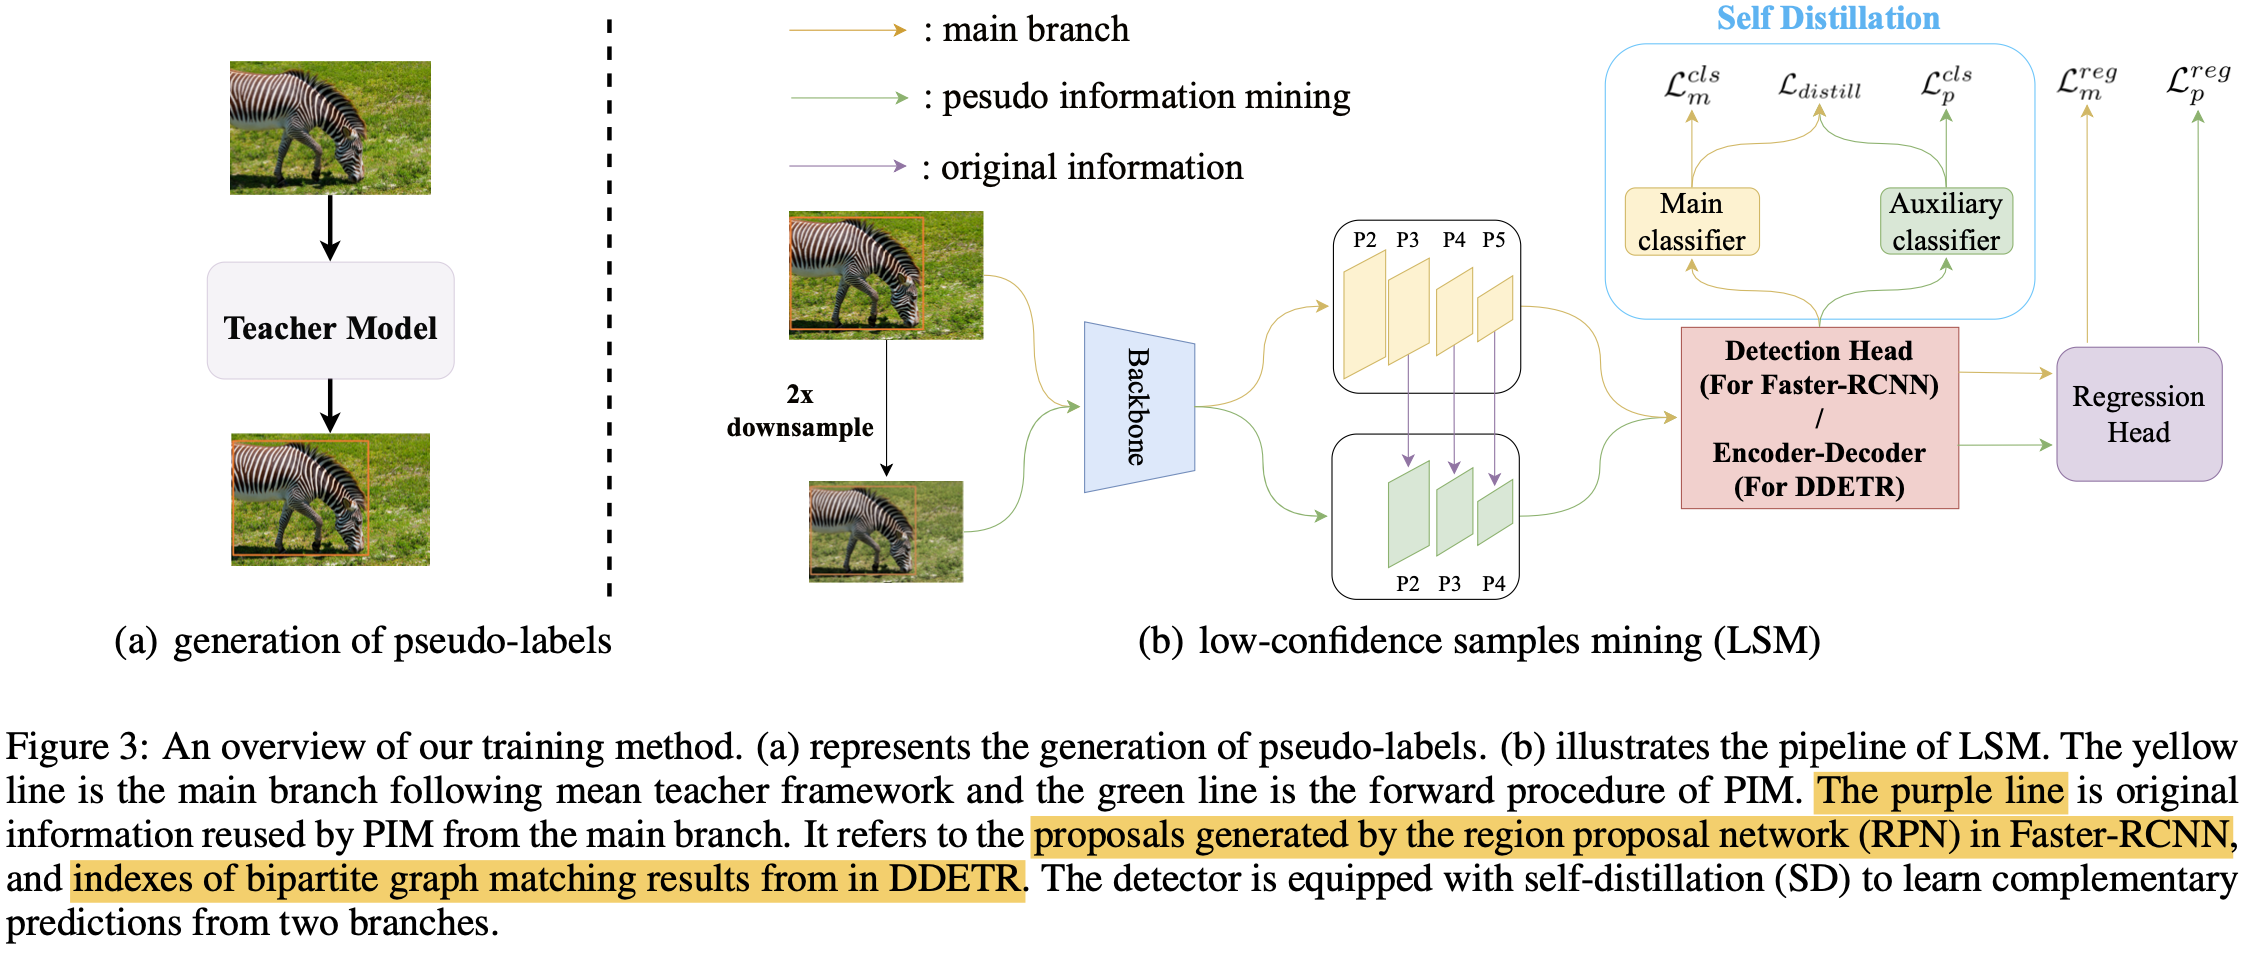 Teacher Model
(a) generation of pseudo-labels
: main branch
: pesudo information mining
: original information
2x
downsample
Backbone
P2 P3 P4 P5
P2 P3 P4
Self Distillation
ℒ_m^{cls} ℒ_{distill} ℒ_p^{cls} ℒ_m^{reg} ℒ_p^{reg}
Main
classifier
Auxiliary
classifier
Detection Head
(For Faster-RCNN)
/
Encoder-Decoder
(For DDETR)
Regression
Head
(b) low-confidence samples mining (LSM)
Figure 3: An overview of our training method. (a) represents the generation of pseudo-labels. (b) illustrates the pipeline of LSM. The yellow
line is the main branch following mean teacher framework and the green line is the forward procedure of PIM. The purple line is original
information reused by PIM from the main branch. It refers to the proposals generated by the region proposal network (RPN) in Faster-RCNN,
and indexes of bipartite graph matching results from in DDETR. The detector is equipped with self-distillation (SD) to learn complementary
predictions from two branches.